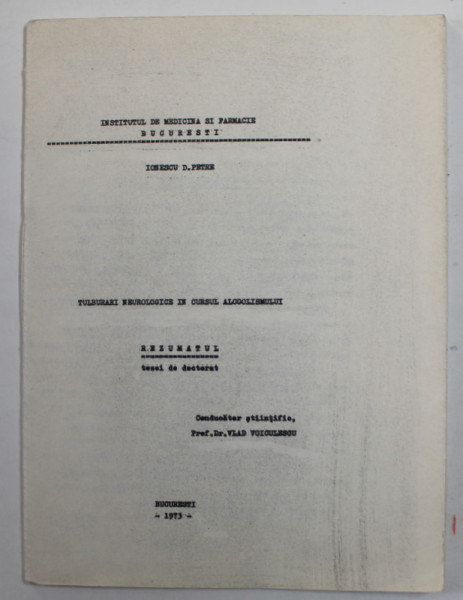 INSTITUTUL DE MEDICINA SI FARMACIE
BUCURESTI
IONESCU D.PETRE
TULBURARI NEUROLOGICE IN CURSUL ALCOOLISMULUI
REZUMATUL
tezei de doctorat
Conducător ştiinţific,
Prof.Dr.VLAD VOICULESCU
BUCURESTI
- 1973 -